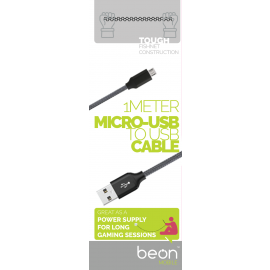 TOUGH
FISHNET
CONSTRUCTION
1METER
MICRO-USB
TO USB
CABLE
GREAT AS A
POWER SUPPLY
FOR LONG
GAMING SESSIONS
beon